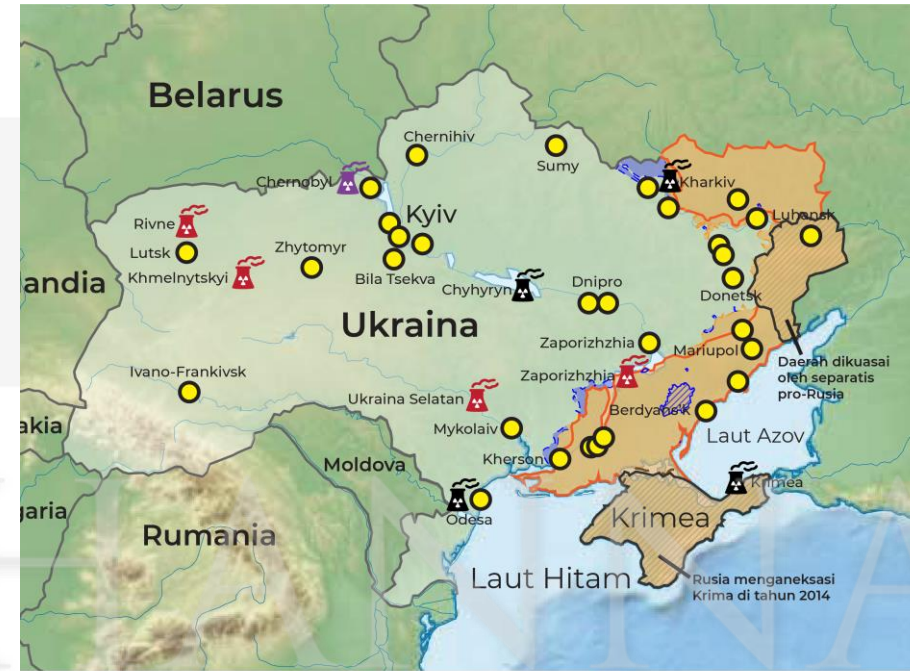 Belarus
Chernihiv
Sumy
Chernobyl
Kharkiv
Rivne
Kyiv
Luhansk
Lutsk
Zhytomyr
Khmelnytskyi
Bila Tsekva
andia
Chyhyryn
Dnipro
Donetsk
Ukraina
Zaporizhzhia
Mariupol
Daerah dikuasai
oleh separatis
pro-Rusia
Ivano-Frankivsk
Zaporizhzhia
Ukraina Selatan
Berdyansk
akia
Mykolaiv
Laut Azov
Moldova
Kherson
Krimea
garia
Odesa
Krimea
Rumania
Laut Hitam
Rusia menganeksasi
Krima di tahun 2014